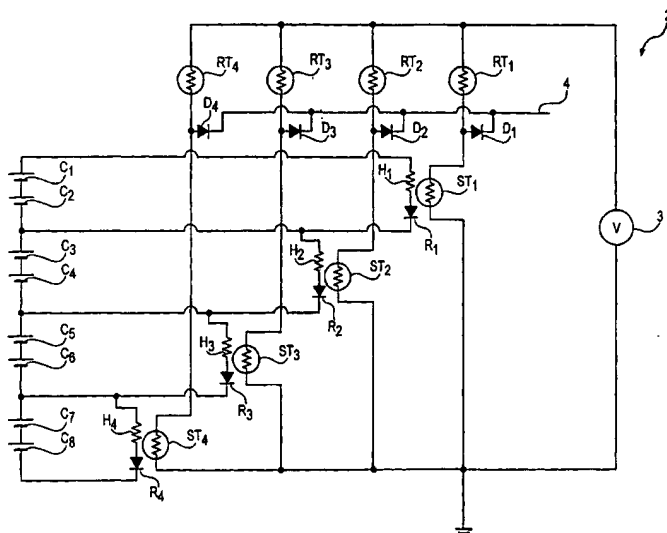 2
RT4
RT3
RT2
RT1
4
D4
D3
D2
D1
C1
C2
H1
ST1
R1
3
V
C3
C4
H2
ST2
R2
C5
C6
H3
ST3
R3
C7
C8
H4
ST4
R4